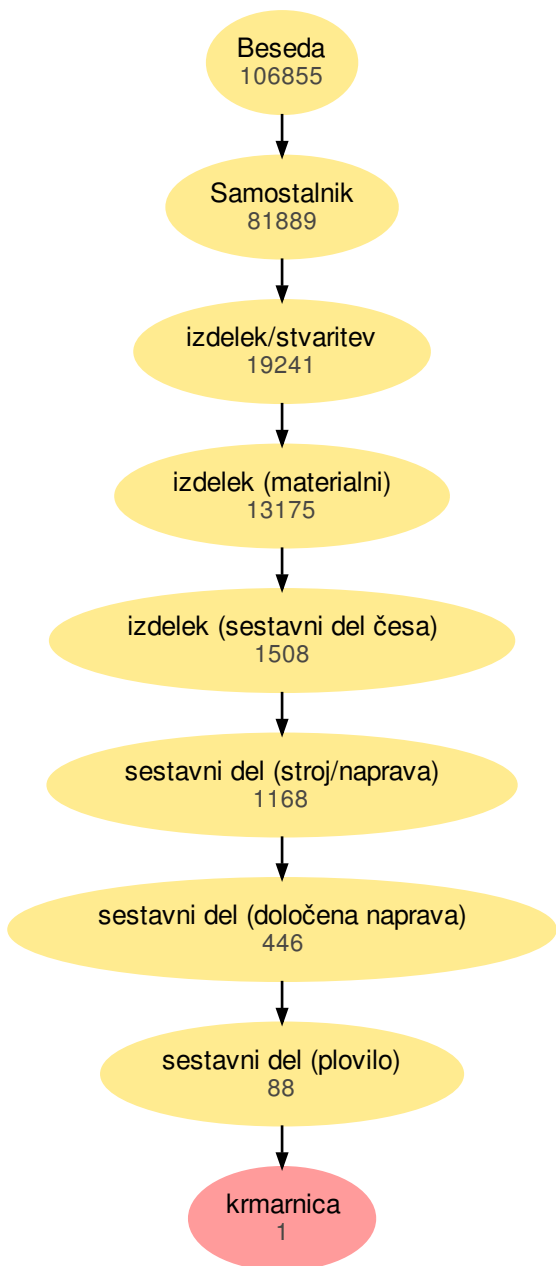 Beseda
106855
Samostalnik
81889
izdelek/stvaritev
19241
izdelek (materialni)
13175
izdelek (sestavni del česa)
1508
sestavni del (stroj/naprava)
1168
sestavni del (določena naprava)
446
sestavni del (plovilo)
88
krmarnica
1